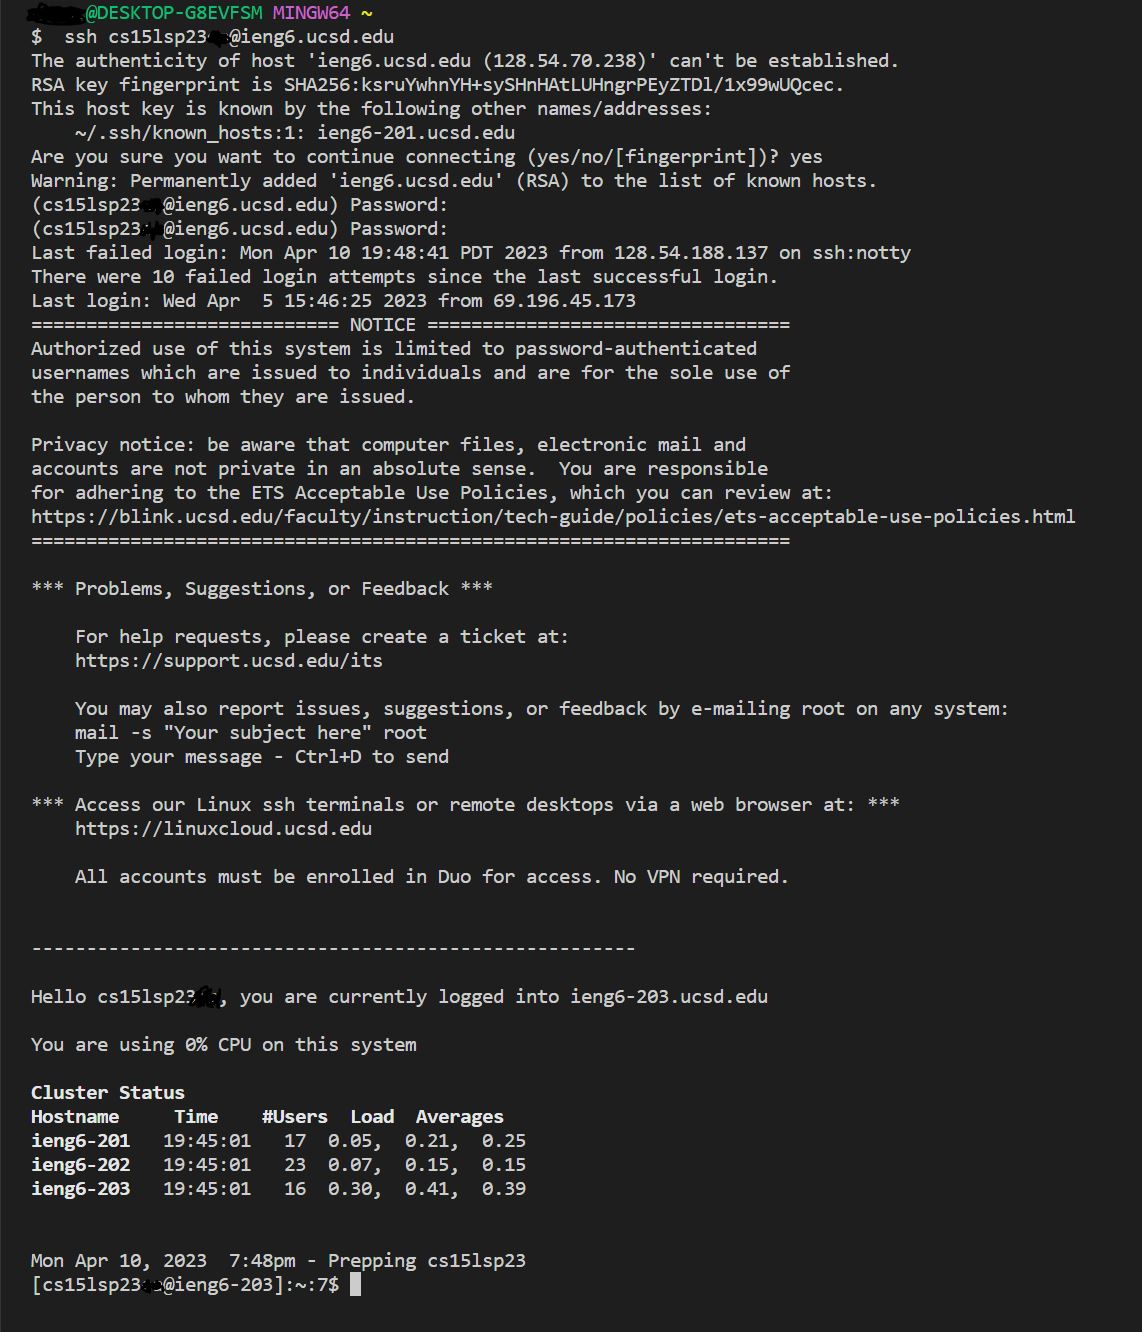 @DESKTOP-G8EVFSM MINGW64 ~
$  ssh cs15lsp23@ieng6.ucsd.edu
The authenticity of host 'ieng6.ucsd.edu (128.54.70.238)' can't be established.
RSA key fingerprint is SHA256:ksruYwhnYH+sySHnHAtLUHngrPEyZTDl/1x99wUQcec.
This host key is known by the following other names/addresses:
    ~/.ssh/known_hosts:1: ieng6-201.ucsd.edu
Are you sure you want to continue connecting (yes/no/[fingerprint])? yes
Warning: Permanently added 'ieng6.ucsd.edu' (RSA) to the list of known hosts.
(cs15lsp23@ieng6.ucsd.edu) Password:
(cs15lsp23@ieng6.ucsd.edu) Password:
Last failed login: Mon Apr 10 19:48:41 PDT 2023 from 128.54.188.137 on ssh:notty
There were 10 failed login attempts since the last successful login.
Last login: Wed Apr  5 15:46:25 2023 from 69.196.45.173
============================ NOTICE =================================
Authorized use of this system is limited to password-authenticated
usernames which are issued to individuals and are for the sole use of
the person to whom they are issued.

Privacy notice: be aware that computer files, electronic mail and
accounts are not private in an absolute sense.  You are responsible
for adhering to the ETS Acceptable Use Policies, which you can review at:
https://blink.ucsd.edu/faculty/instruction/tech-guide/policies/ets-acceptable-use-policies.html
=====================================================================

*** Problems, Suggestions, or Feedback ***

    For help requests, please create a ticket at:
    https://support.ucsd.edu/its

    You may also report issues, suggestions, or feedback by e-mailing root on any system:
    mail -s "Your subject here" root
    Type your message - Ctrl+D to send

*** Access our Linux ssh terminals or remote desktops via a web browser at: ***
    https://linuxcloud.ucsd.edu

    All accounts must be enrolled in Duo for access. No VPN required.

-------------------------------------------------------

Hello cs15lsp23, you are currently logged into ieng6-203.ucsd.edu

You are using 0% CPU on this system

Cluster Status
Hostname     Time    #Users  Load  Averages
ieng6-201   19:45:01   17  0.05,  0.21,  0.25
ieng6-202   19:45:01   23  0.07,  0.15,  0.15
ieng6-203   19:45:01   16  0.30,  0.41,  0.39

Mon Apr 10, 2023  7:48pm - Prepping cs15lsp23
[cs15lsp23@ieng6-203]:~:7$